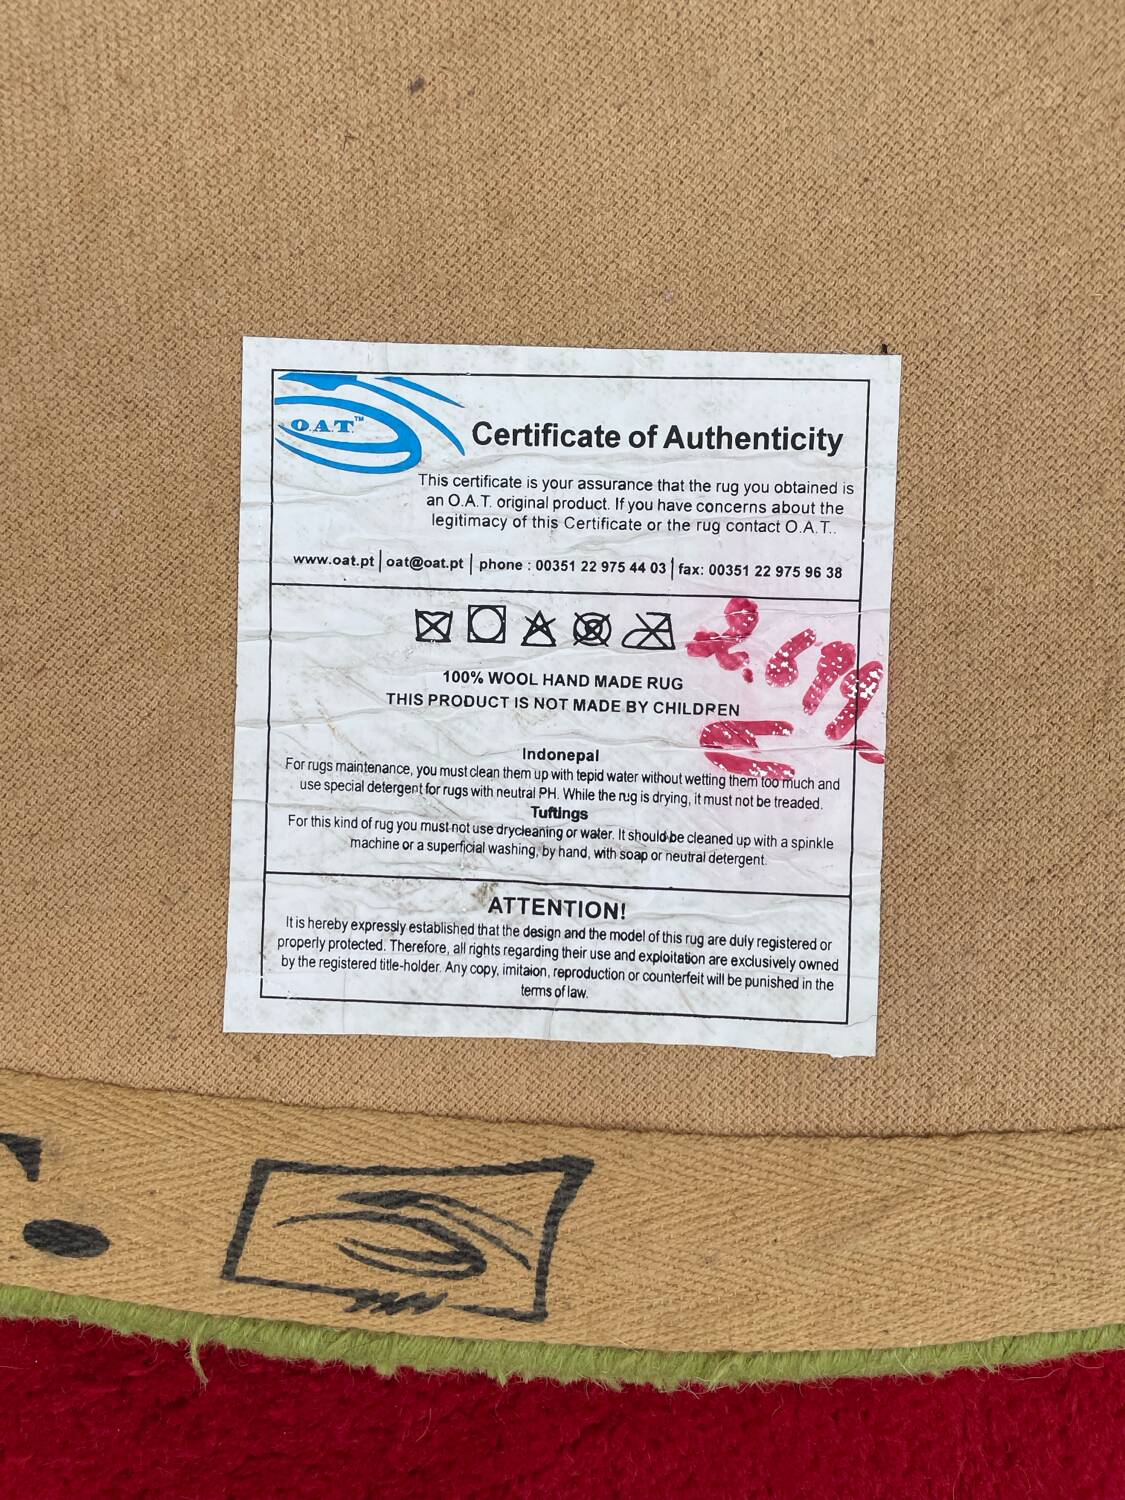 O.A.T.™
Certificate of Authenticity
This certificate is your assurance that the rug you obtained is
an O.A.T. original product. If you have concerns about the
legitimacy of this Certificate or the rug contact O.A.T..
www.oat.pt | oat@oat.pt | phone : 00351 22 975 44 03 | fax: 00351 22 975 96 38
100% WOOL HAND MADE RUG
THIS PRODUCT IS NOT MADE BY CHILDREN
Indonepal
For rugs maintenance, you must clean them up with tepid water without wetting them too much and
use special detergent for rugs with neutral PH. While the rug is drying, it must not be treaded.
Tuftings
For this kind of rug you must not use drycleaning or water. It should be cleaned up with a spinkle
machine or a superficial washing, by hand, with soap or neutral detergent.
ATTENTION!
It is hereby expressly established that the design and the model of this rug are duly registered or
properly protected. Therefore, all rights regarding their use and exploitation are exclusively owned
by the registered title-holder. Any copy, imitaion, reproduction or counterfeit will be punished in the
terms of law.